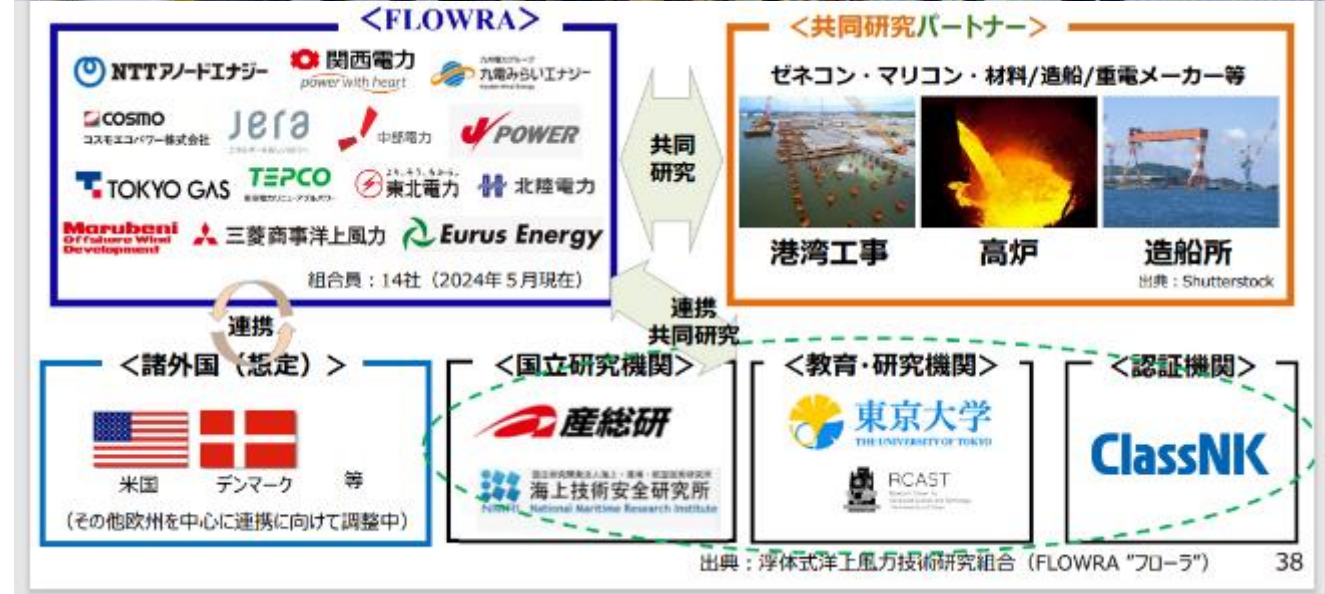 <FLOWRA>
NTTアノードエナジー
関西電力
power with heart
九電みらいエナジー
COSMO
コスモエコパワー株式会社
Jera
中部電力
POWER
TOKYO GAS
TEPCO
より、そう、ちから。
東北電力
北陸電力
Marubeni
Offshore Wind
Development
三菱商事洋上風力
Eurus Energy
組合員：14社（2024年5月現在）
共同
研究
<共同研究パートナー>
ゼネコン・マリコン・材料/造船/重電メーカー等
港湾工事
高炉
造船所
出典：Shutterstock
連携
連携
共同研究
<諸外国（想定）>
米国
デンマーク
等
（その他欧州を中心に連携に向けて調整中）
<国立研究機関>
産総研
海上技術安全研究所
National Maritime Research Institute
<教育・研究機関>
東京大学
THE UNIVERSITY OF TOKYO
RCAST
<認証機関>
ClassNK
出典：浮体式洋上風力技術研究組合（FLOWRA "フローラ"）
38